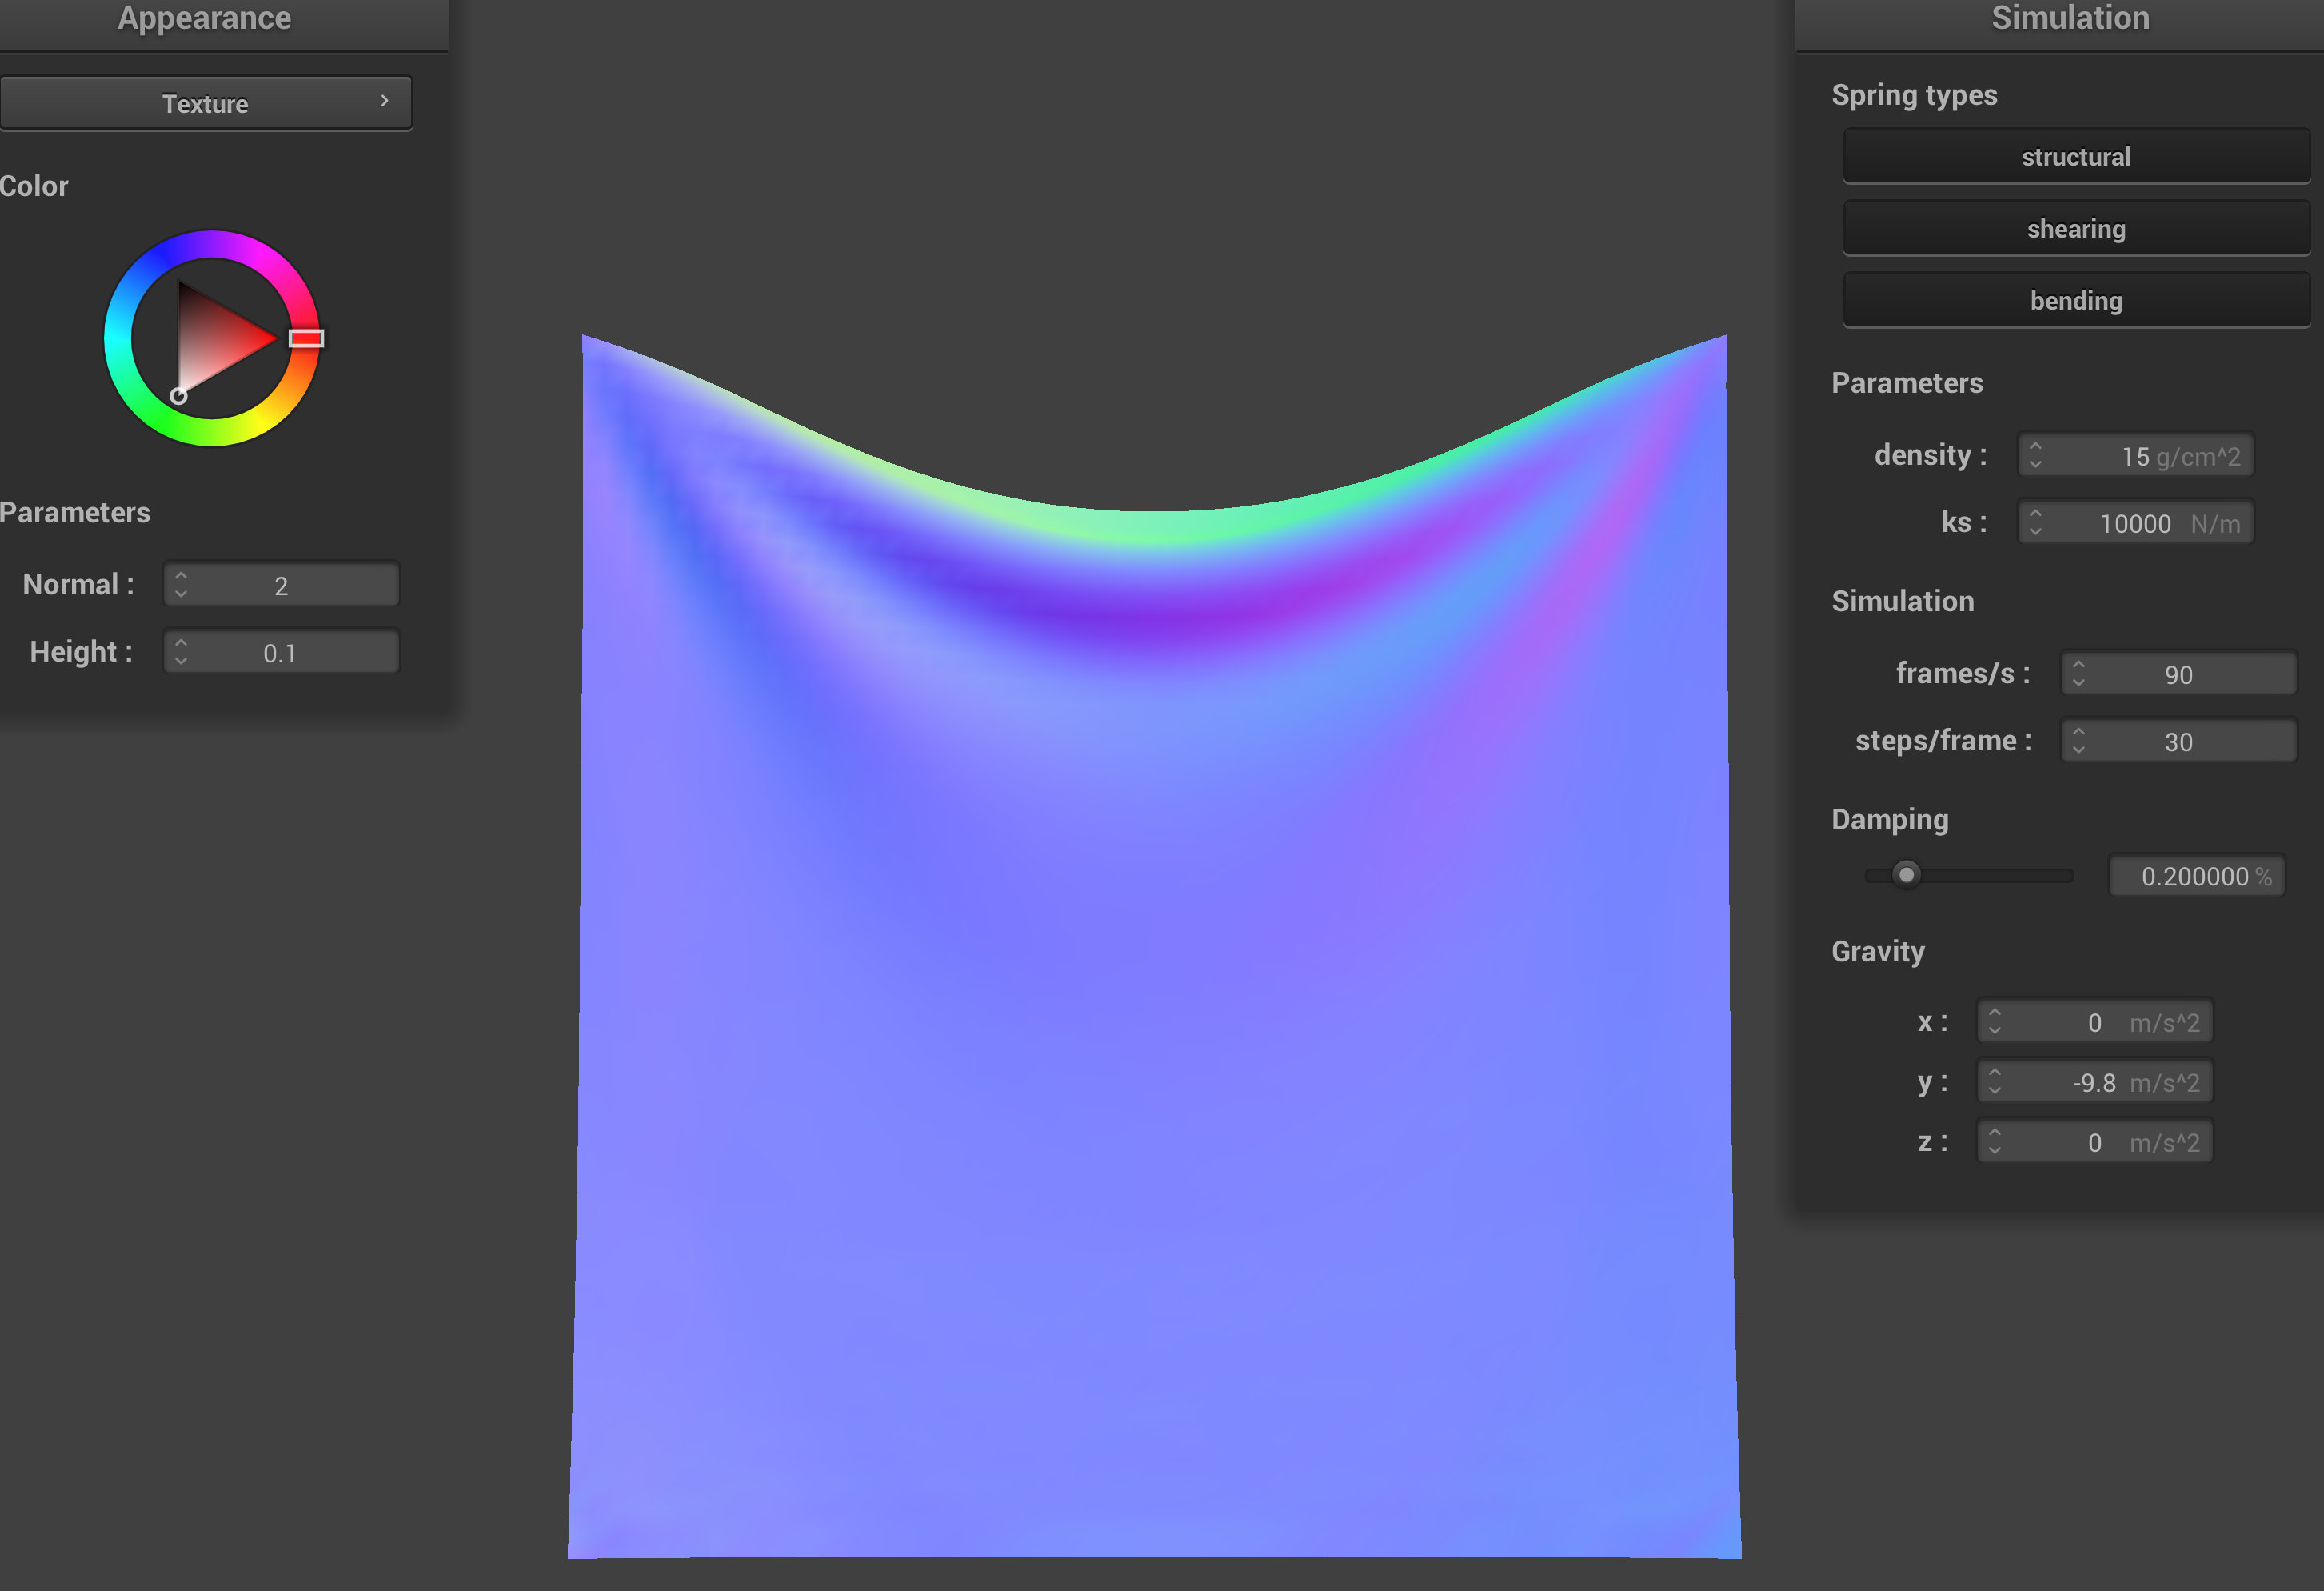 Appearance
Texture
Color
Parameters
Normal : 2
Height : 0.1
Simulation
Spring types
structural
shearing
bending
Parameters
density : 15 g/cm^2
ks : 10000 N/m
Simulation
frames/s : 90
steps/frame : 30
Damping
0.200000 %
Gravity
x : 0 m/s^2
y : -9.8 m/s^2
z : 0 m/s^2